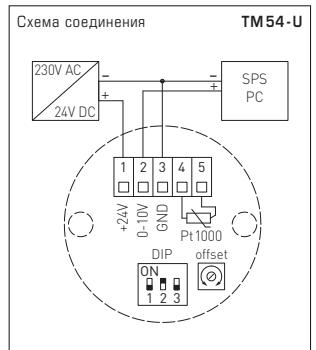 Схема соединения TM54-U
230V AC
24V DC
–
+
–
+
SPS
PC
1 2 3 4 5
+24V
0-10V
GND
Pt1000
DIP offset
ON
1 2 3